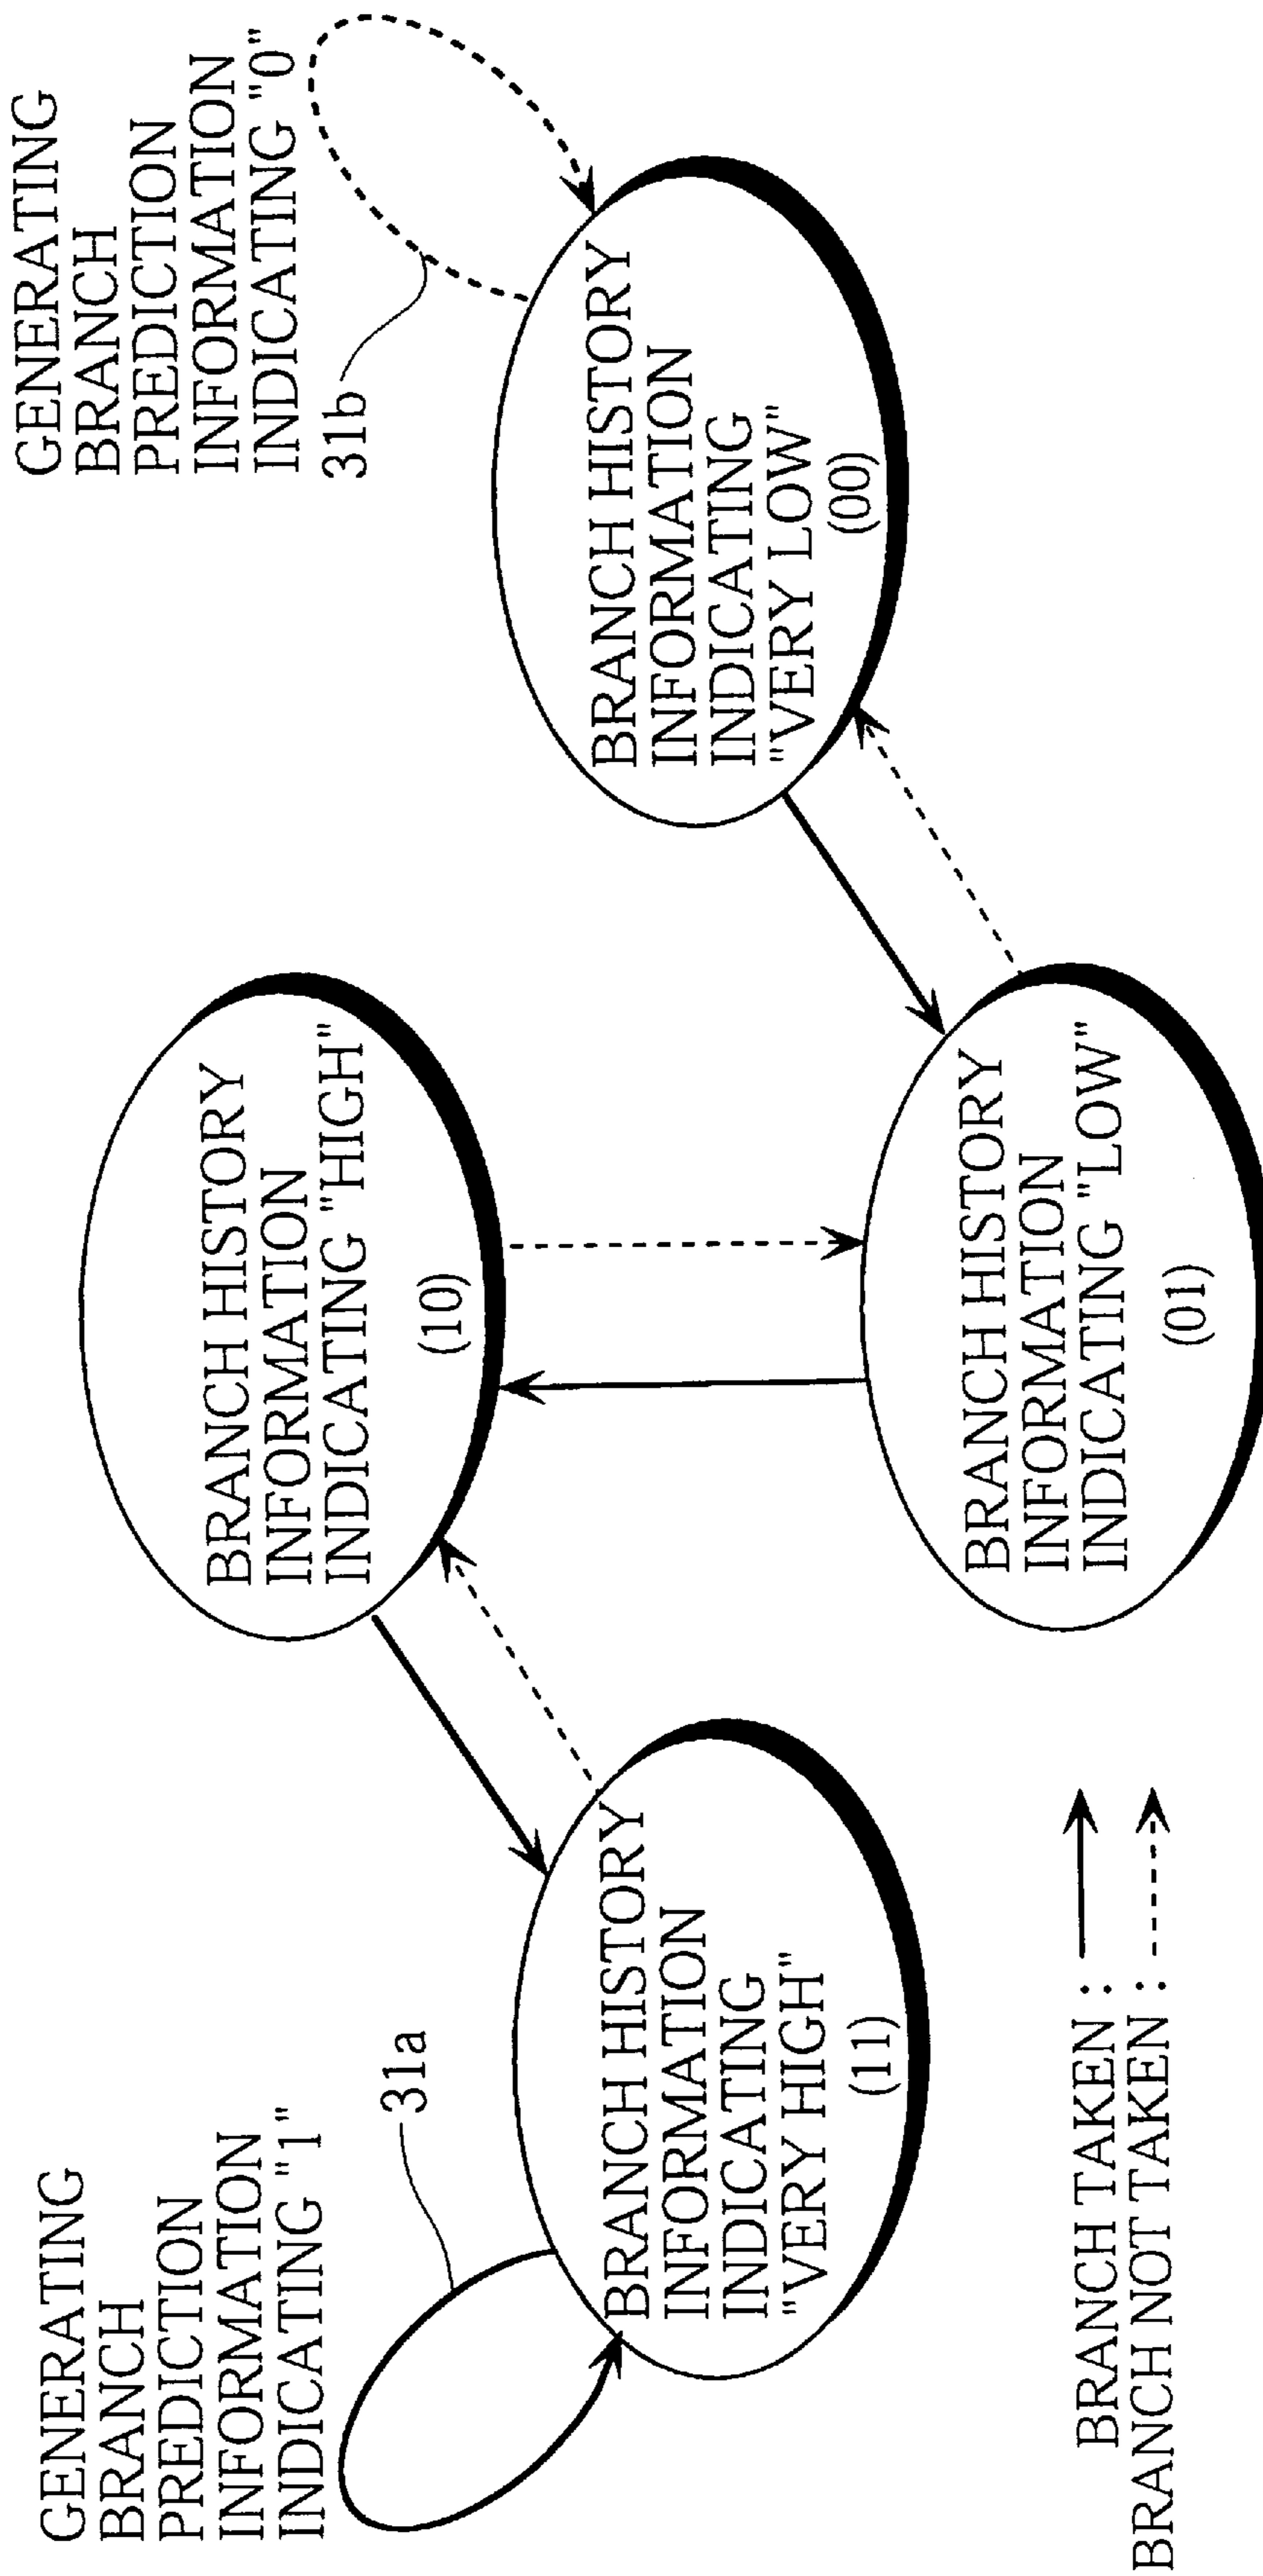 GENERATING
BRANCH
PREDICTION
INFORMATION
INDICATING "1"
31a
BRANCH HISTORY
INFORMATION
INDICATING
"VERY HIGH"
(11)
BRANCH HISTORY
INFORMATION
INDICATING "HIGH"
(10)
BRANCH HISTORY
INFORMATION
INDICATING "LOW"
(01)
GENERATING
BRANCH
PREDICTION
INFORMATION
INDICATING "0"
31b
BRANCH HISTORY
INFORMATION
INDICATING
"VERY LOW"
(00)
BRANCH TAKEN :
BRANCH NOT TAKEN :